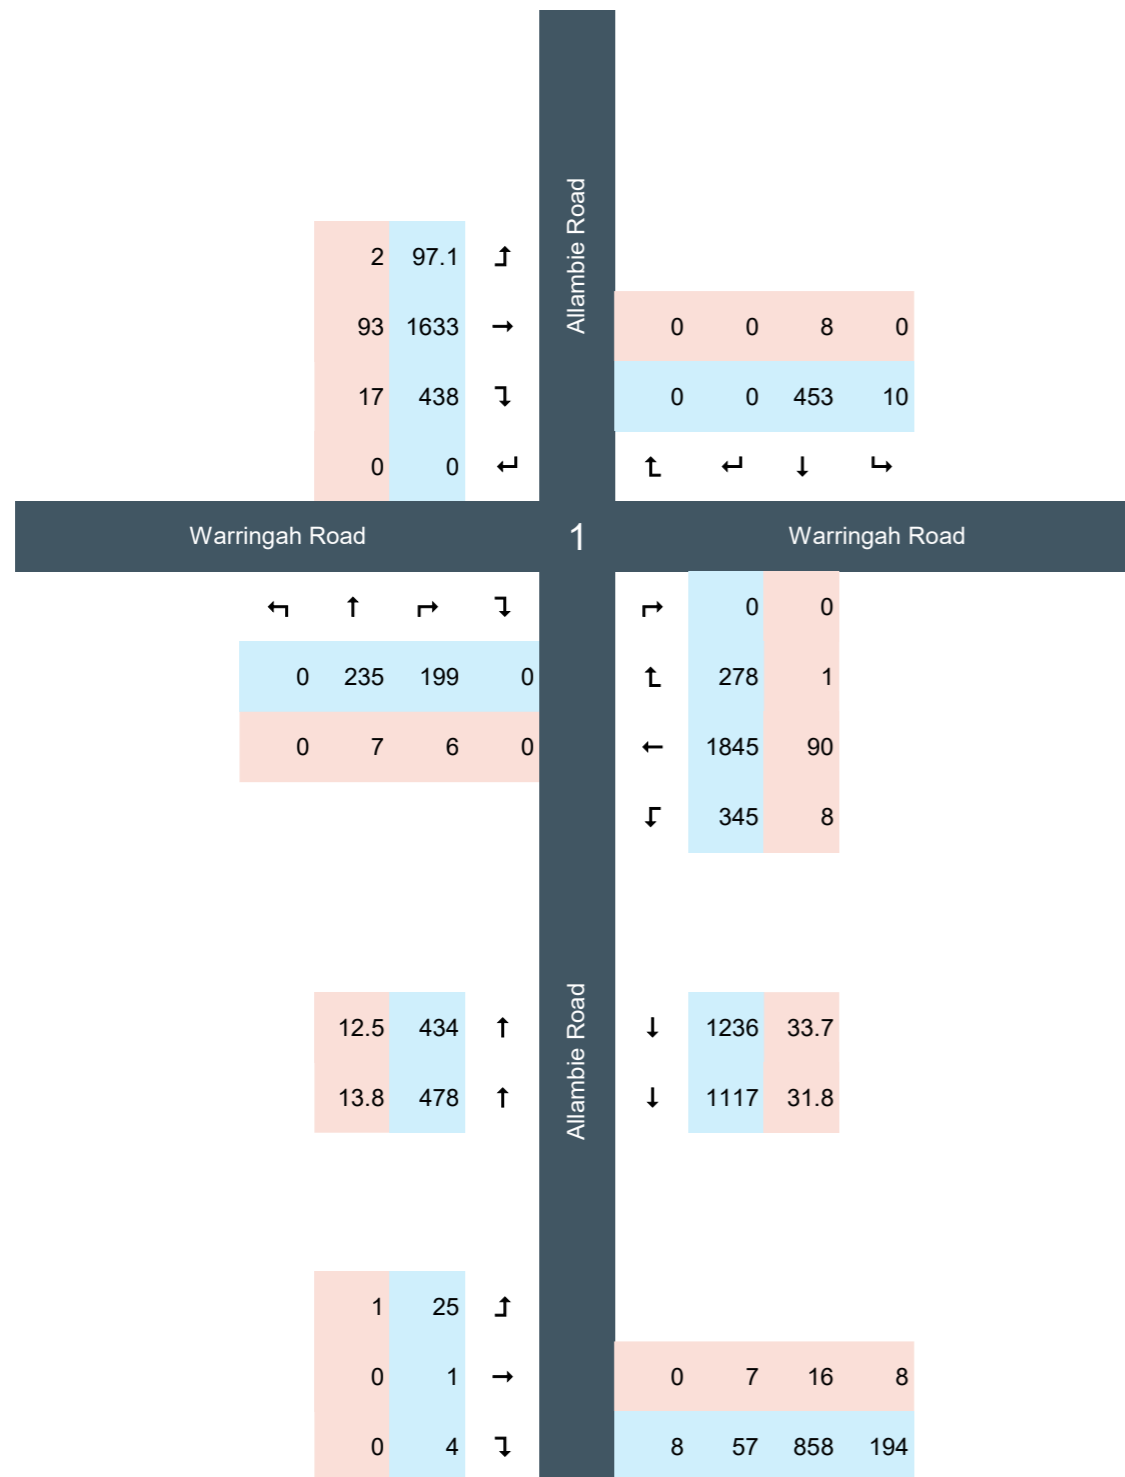 Allambie Road
2 97.1
93 1633 →
0 0 8 0
17 438
0 0 453 10
0 0
Warringah Road 1 Warringah Road
0 0
0 235 199 0
278 1
0 7 6 0
1845 90
345 8
Allambie Road
12.5 434 ↑ ↓ 1236 33.7
13.8 478 ↑ ↓ 1117 31.8
1 25
0 1 →
0 7 16 8
0 4
8 57 858 194